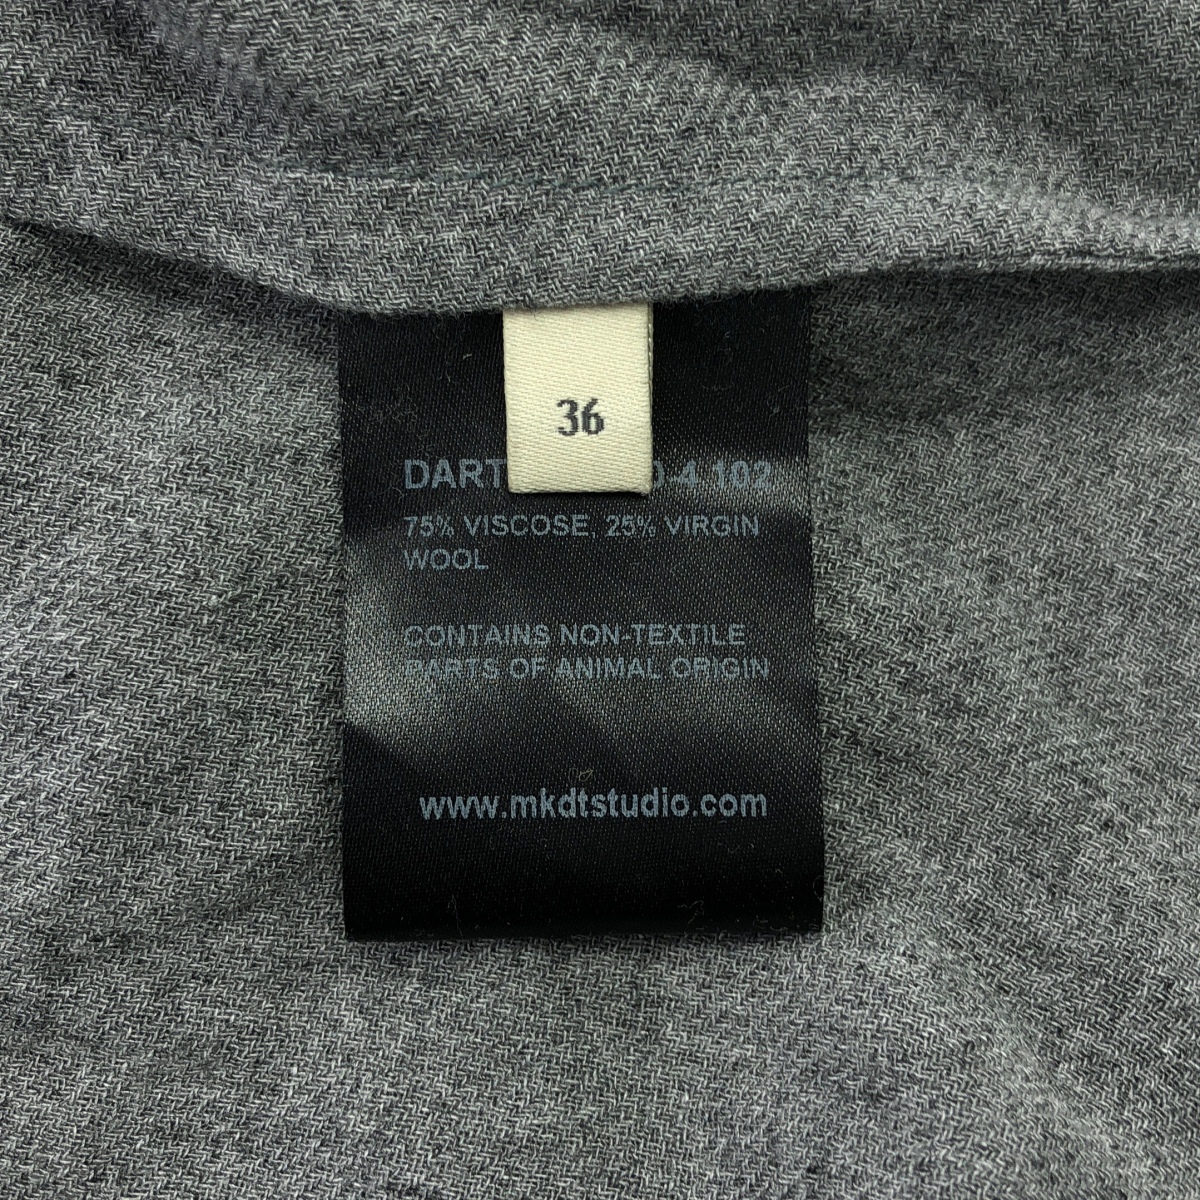 36
DART 0-4 102
75% VISCOSE, 25% VIRGIN
WOOL
CONTAINS NON-TEXTILE
PARTS OF ANIMAL ORIGIN
www.mkdtstudio.com